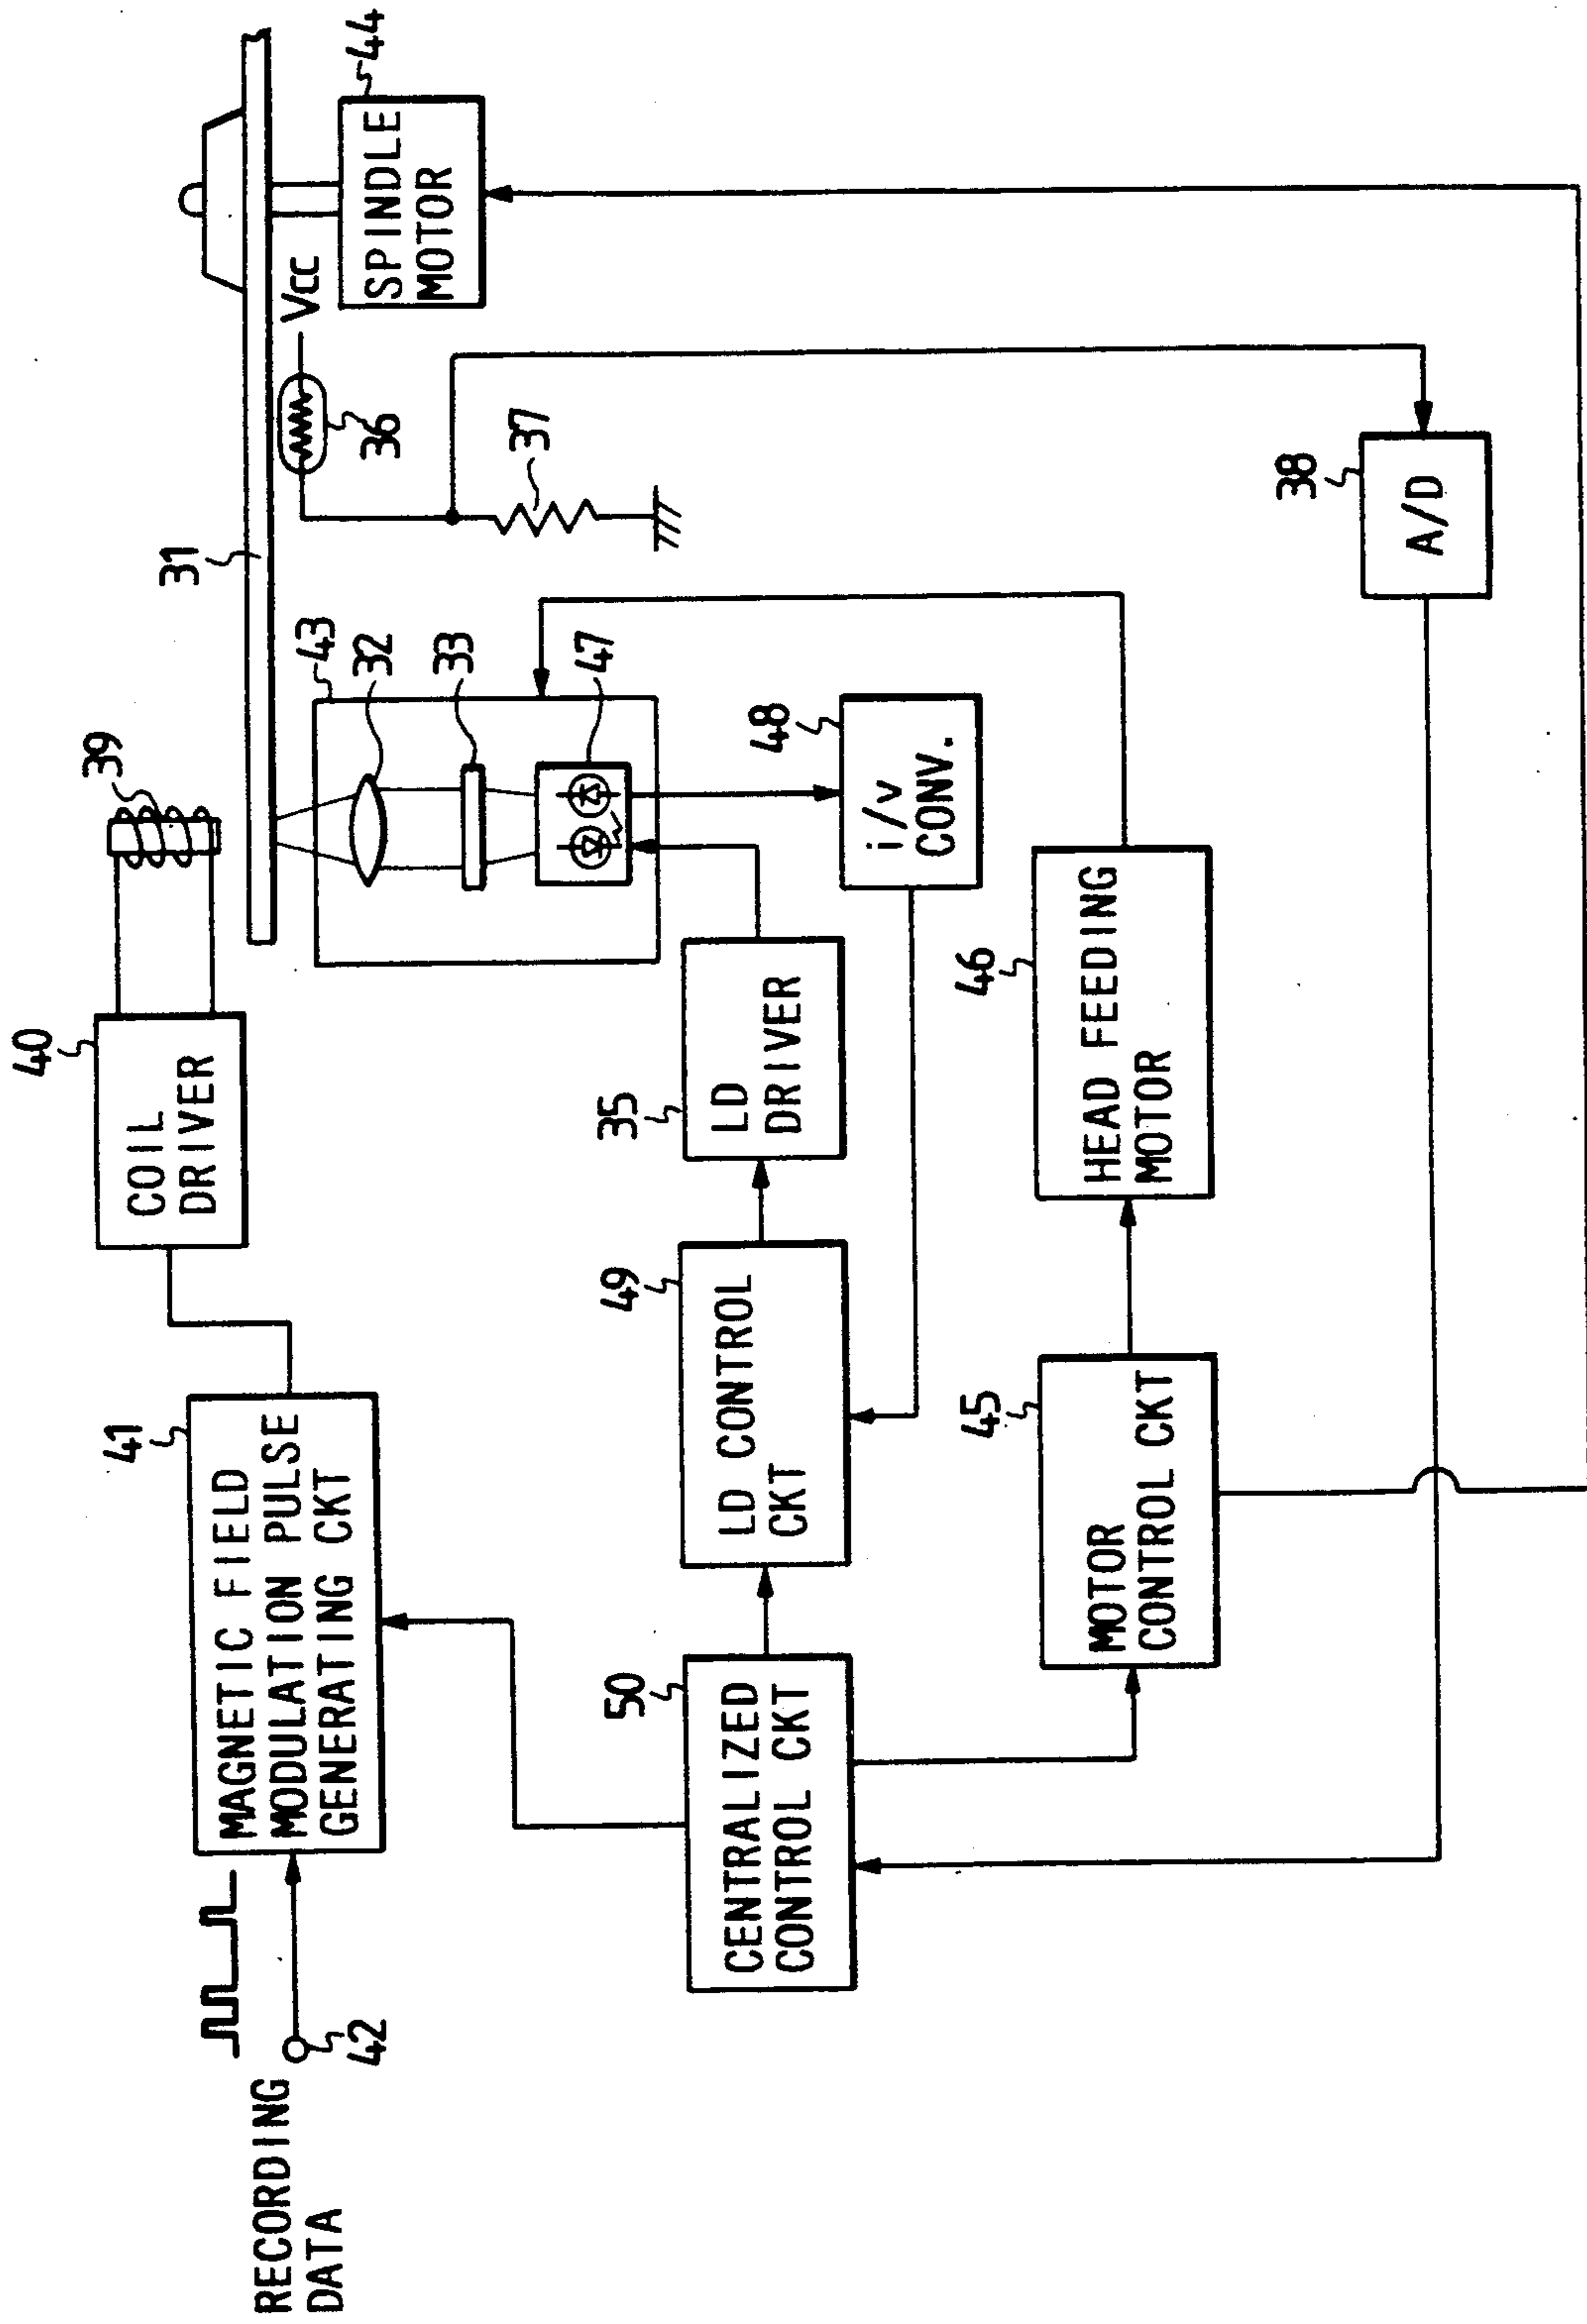 40
COIL
DRIVER
39
31
44
SPINDLE
MOTOR
Vcc
36
37
43
32
33
47
41
MAGNETIC FIELD
MODULATION PULSE
GENERATING CKT
RECORDING
DATA
42
49
LD CONTROL
CKT
35
LD
DRIVER
48
i/v
CONV.
50
CENTRALIZED
CONTROL CKT
45
MOTOR
CONTROL CKT
46
HEAD FEEDING
MOTOR
38
A/D